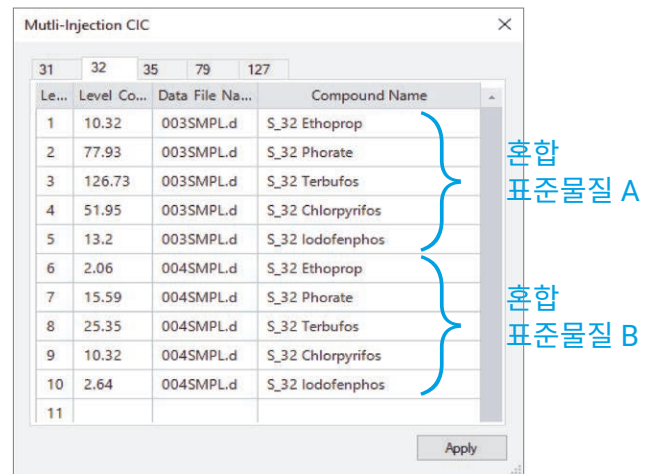 Mutli-Injection CIC
31 32 35 79 127
Le... Level Co... Data File Na... Compound Name
1 10.32 003SMPL.d S_32 Ethoprop
2 77.93 003SMPL.d S_32 Phorate
3 126.73 003SMPL.d S_32 Terbufos
4 51.95 003SMPL.d S_32 Chlorpyrifos
5 13.2 003SMPL.d S_32 Iodofenphos
6 2.06 004SMPL.d S_32 Ethoprop
7 15.59 004SMPL.d S_32 Phorate
8 25.35 004SMPL.d S_32 Terbufos
9 10.32 004SMPL.d S_32 Chlorpyrifos
10 2.64 004SMPL.d S_32 Iodofenphos
11
혼합
표준물질 A
혼합
표준물질 B
Apply